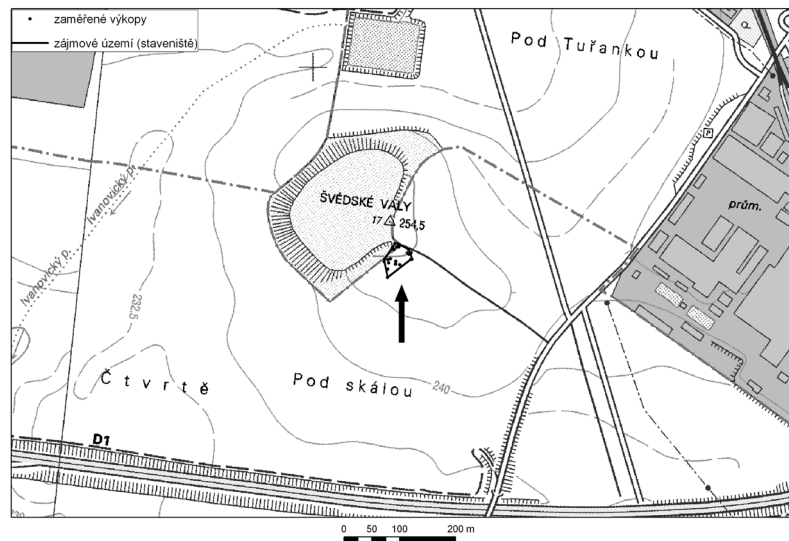 zaměřené výkopy
zájmové území (staveniště)
Pod Tuřankou
ŠVÉDSKÉ VALY
17 254,5
prům.
Ivanovický p.
Ivanovický p.
232,5
Čtvrtě
Pod skálou
240
D1
230
0 50 100 200 m